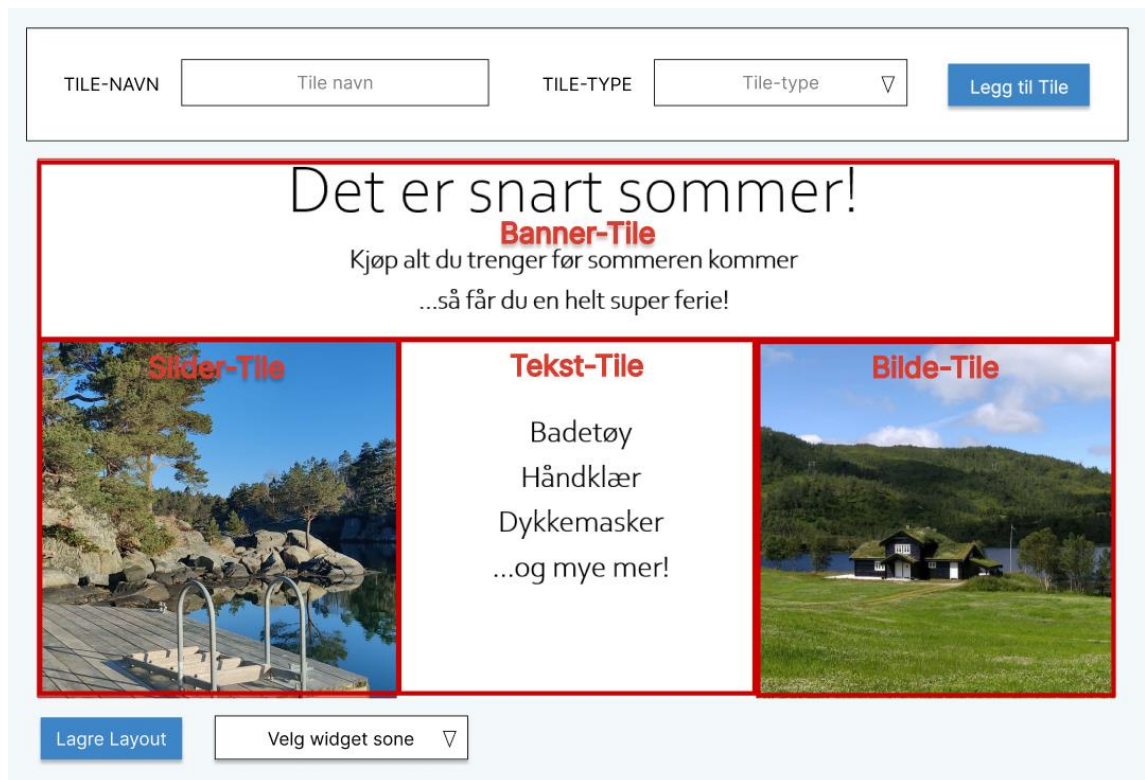 TILE-NAVN Tile navn TILE-TYPE Tile-type Legg til Tile
Det er snart sommer!
Banner-Tile
Kjøp alt du trenger før sommeren kommer
...så får du en helt super ferie!
Slider-Tile Tekst-Tile Bilde-Tile
Badetøy
Håndklær
Dykkemasker
...og mye mer!
Lagre Layout Velg widget sone